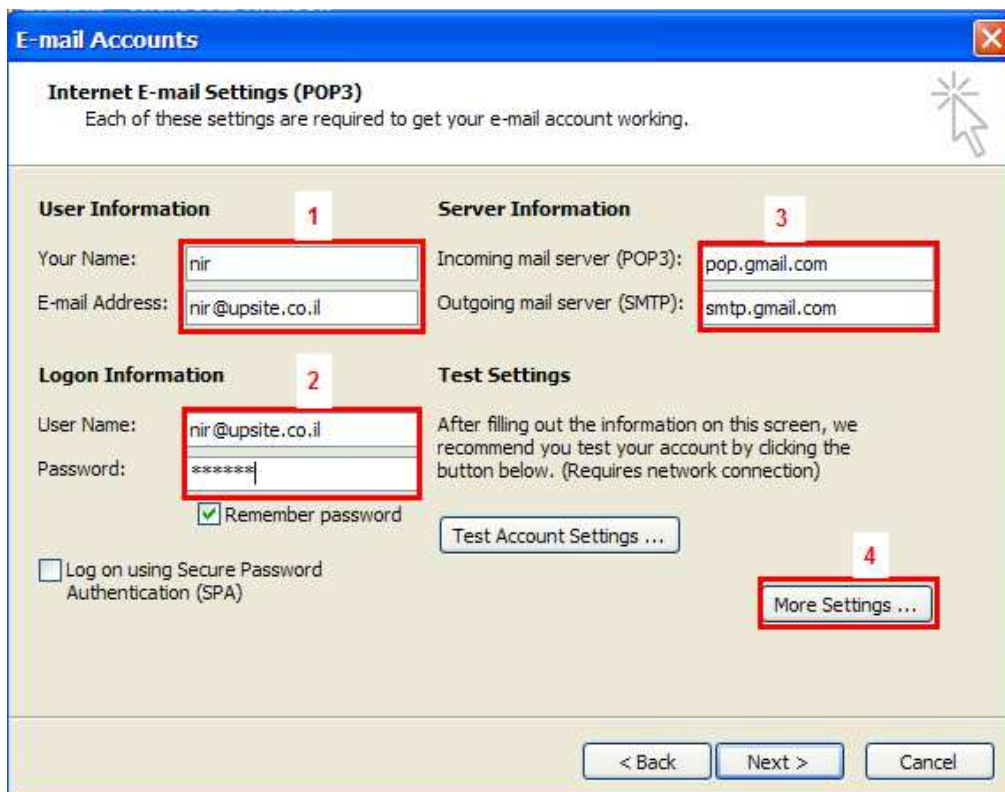 E-mail Accounts
Internet E-mail Settings (POP3)
Each of these settings are required to get your e-mail account working.
User Information
1
Your Name:
nir
E-mail Address:
nir@upsite.co.il
Server Information
3
Incoming mail server (POP3):
pop.gmail.com
Outgoing mail server (SMTP):
smtp.gmail.com
Logon Information
2
User Name:
nir@upsite.co.il
Password:
******
Remember password
Log on using Secure Password
Authentication (SPA)
Test Settings
After filling out the information on this screen, we
recommend you test your account by clicking the
button below. (Requires network connection)
Test Account Settings ...
4
More Settings ...
< Back
Next >
Cancel